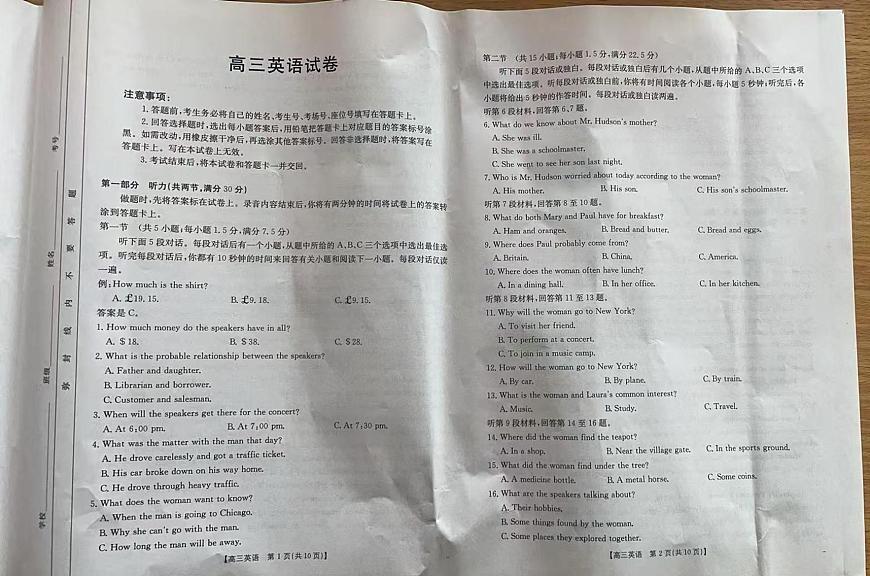 高三英语试卷
注意事项:
1. 答题前,考生务必将自己的姓名、考生号、考场号、座位号填写在答题卡上。
2. 回答选择题时,选出每小题答案后,用铅笔把答题卡上对应题目的答案标号涂
黑。如需改动,用橡皮擦干净后,再选涂其他答案标号。回答非选择题时,将答案写在
答题卡上。写在本试卷上无效。
3. 考试结束后,将本试卷和答题卡一并交回。
第一部分 听力(共两节,满分 30 分)
做题时,先将答案标在试卷上。录音内容结束后,你将有两分钟的时间将试卷上的答案转
涂到答题卡上。
第一节 (共 5 小题;每小题 1.5 分,满分 7.5 分)
听下面 5 段对话。每段对话后有一个小题,从题中所给的 A、B、C 三个选项中选出最佳选
项。听完每段对话后,你都有 10 秒钟的时间来回答有关小题和阅读下一小题。每段对话仅读
一遍。
例:How much is the shirt?
A. £19.15. B. £9.18. C. £9.15.
答案是 C。
1. How much money do the speakers have in all?
A. $18. B. $38. C. $28.
2. What is the probable relationship between the speakers?
A. Father and daughter.
B. Librarian and borrower.
C. Customer and salesman.
3. When will the speakers get there for the concert?
A. At 6:00 pm. B. At 7:00 pm. C. At 7:30 pm.
4. What was the matter with the man that day?
A. He drove carelessly and got a traffic ticket.
B. His car broke down on his way home.
C. He drove through heavy traffic.
5. What does the woman want to know?
A. When the man is going to Chicago.
B. Why she can't go with the man.
C. How long the man will be away.
【高三英语 第 1 页(共 10 页)】
第二节 (共 15 小题;每小题 1.5 分,满分 22.5 分)
听下面 5 段对话或独白。每段对话或独白后有几个小题,从题中所给的 A、B、C 三个选项
中选出最佳选项。听每段对话或独白前,你将有时间阅读各个小题,每小题 5 秒钟;听完后,各
小题将给出 5 秒钟的作答时间。每段对话或独白读两遍。
听第 6 段材料,回答第 6、7 题。
6. What do we know about Mr. Hudson's mother?
A. She was ill.
B. She was a schoolmaster.
C. She went to see her son last night.
7. Who is Mr. Hudson worried about today according to the woman?
A. His mother. B. His son. C. His son's schoolmaster.
听第 7 段材料,回答第 8 至 10 题。
8. What do both Mary and Paul have for breakfast?
A. Ham and oranges. B. Bread and butter. C. Bread and eggs.
9. Where does Paul probably come from?
A. Britain. B. China. C. America.
10. Where does the woman often have lunch?
A. In a dining hall. B. In her office. C. In her kitchen.
听第 8 段材料,回答第 11 至 13 题。
11. Why will the woman go to New York?
A. To visit her friend.
B. To perform at a concert.
C. To join in a music camp.
12. How will the woman go to New York?
A. By car. B. By plane. C. By train.
13. What is the woman and Laura's common interest?
A. Music. B. Study. C. Travel.
听第 9 段材料,回答第 14 至 16 题。
14. Where did the woman find the teapot?
A. In a shop. B. Near the village gate. C. In the sports ground.
15. What did the woman find under the tree?
A. A medicine bottle. B. A metal horse. C. Some coins.
16. What are the speakers talking about?
A. Their hobbies.
B. Some things found by the woman.
C. Some places they explored together.
【高三英语 第 2 页(共 10 页)】
学校 班级 姓名 考号
弥 封 线 内 不 要 答 题